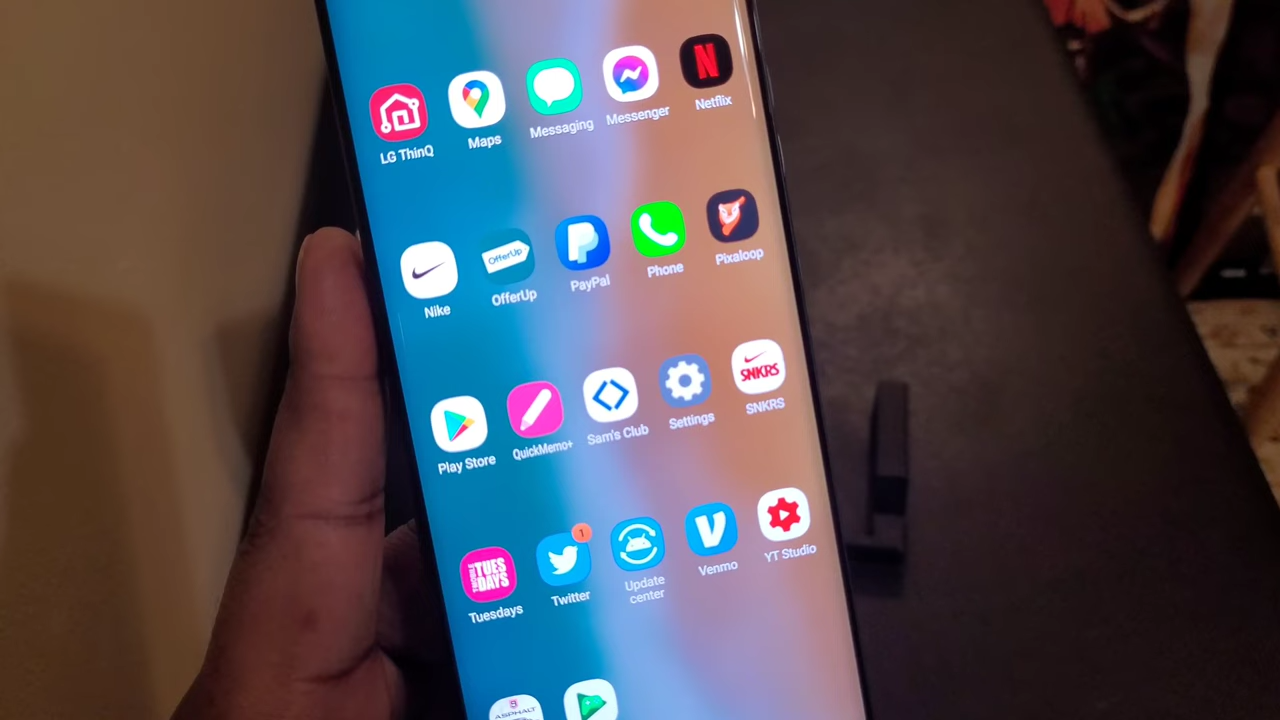 LG ThinQ
Maps
Messaging
Messenger
N
Netflix
Nike
OfferUp
OfferUp
PayPal
Phone
Pixaloop
Play Store
QuickMemo+
Sam's Club
Settings
SNKRS
SNKRS
TUES
DAYS
Tuesdays
1
Twitter
Update
center
Venmo
YT Studio
ASPHALT